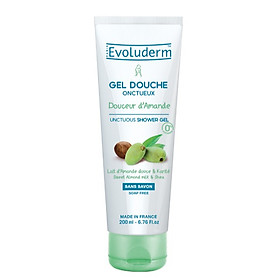 Evoluderm
GEL DOUCHE
ONCTUEUX
Douceur d'Amande
UNCTUOUS SHOWER GEL
0%
Lait d'Amande douce & Karité
Sweet Almond milk & Shea
SANS SAVON
SOAP FREE
MADE IN FRANCE
200 ml - 6.76 fl.oz